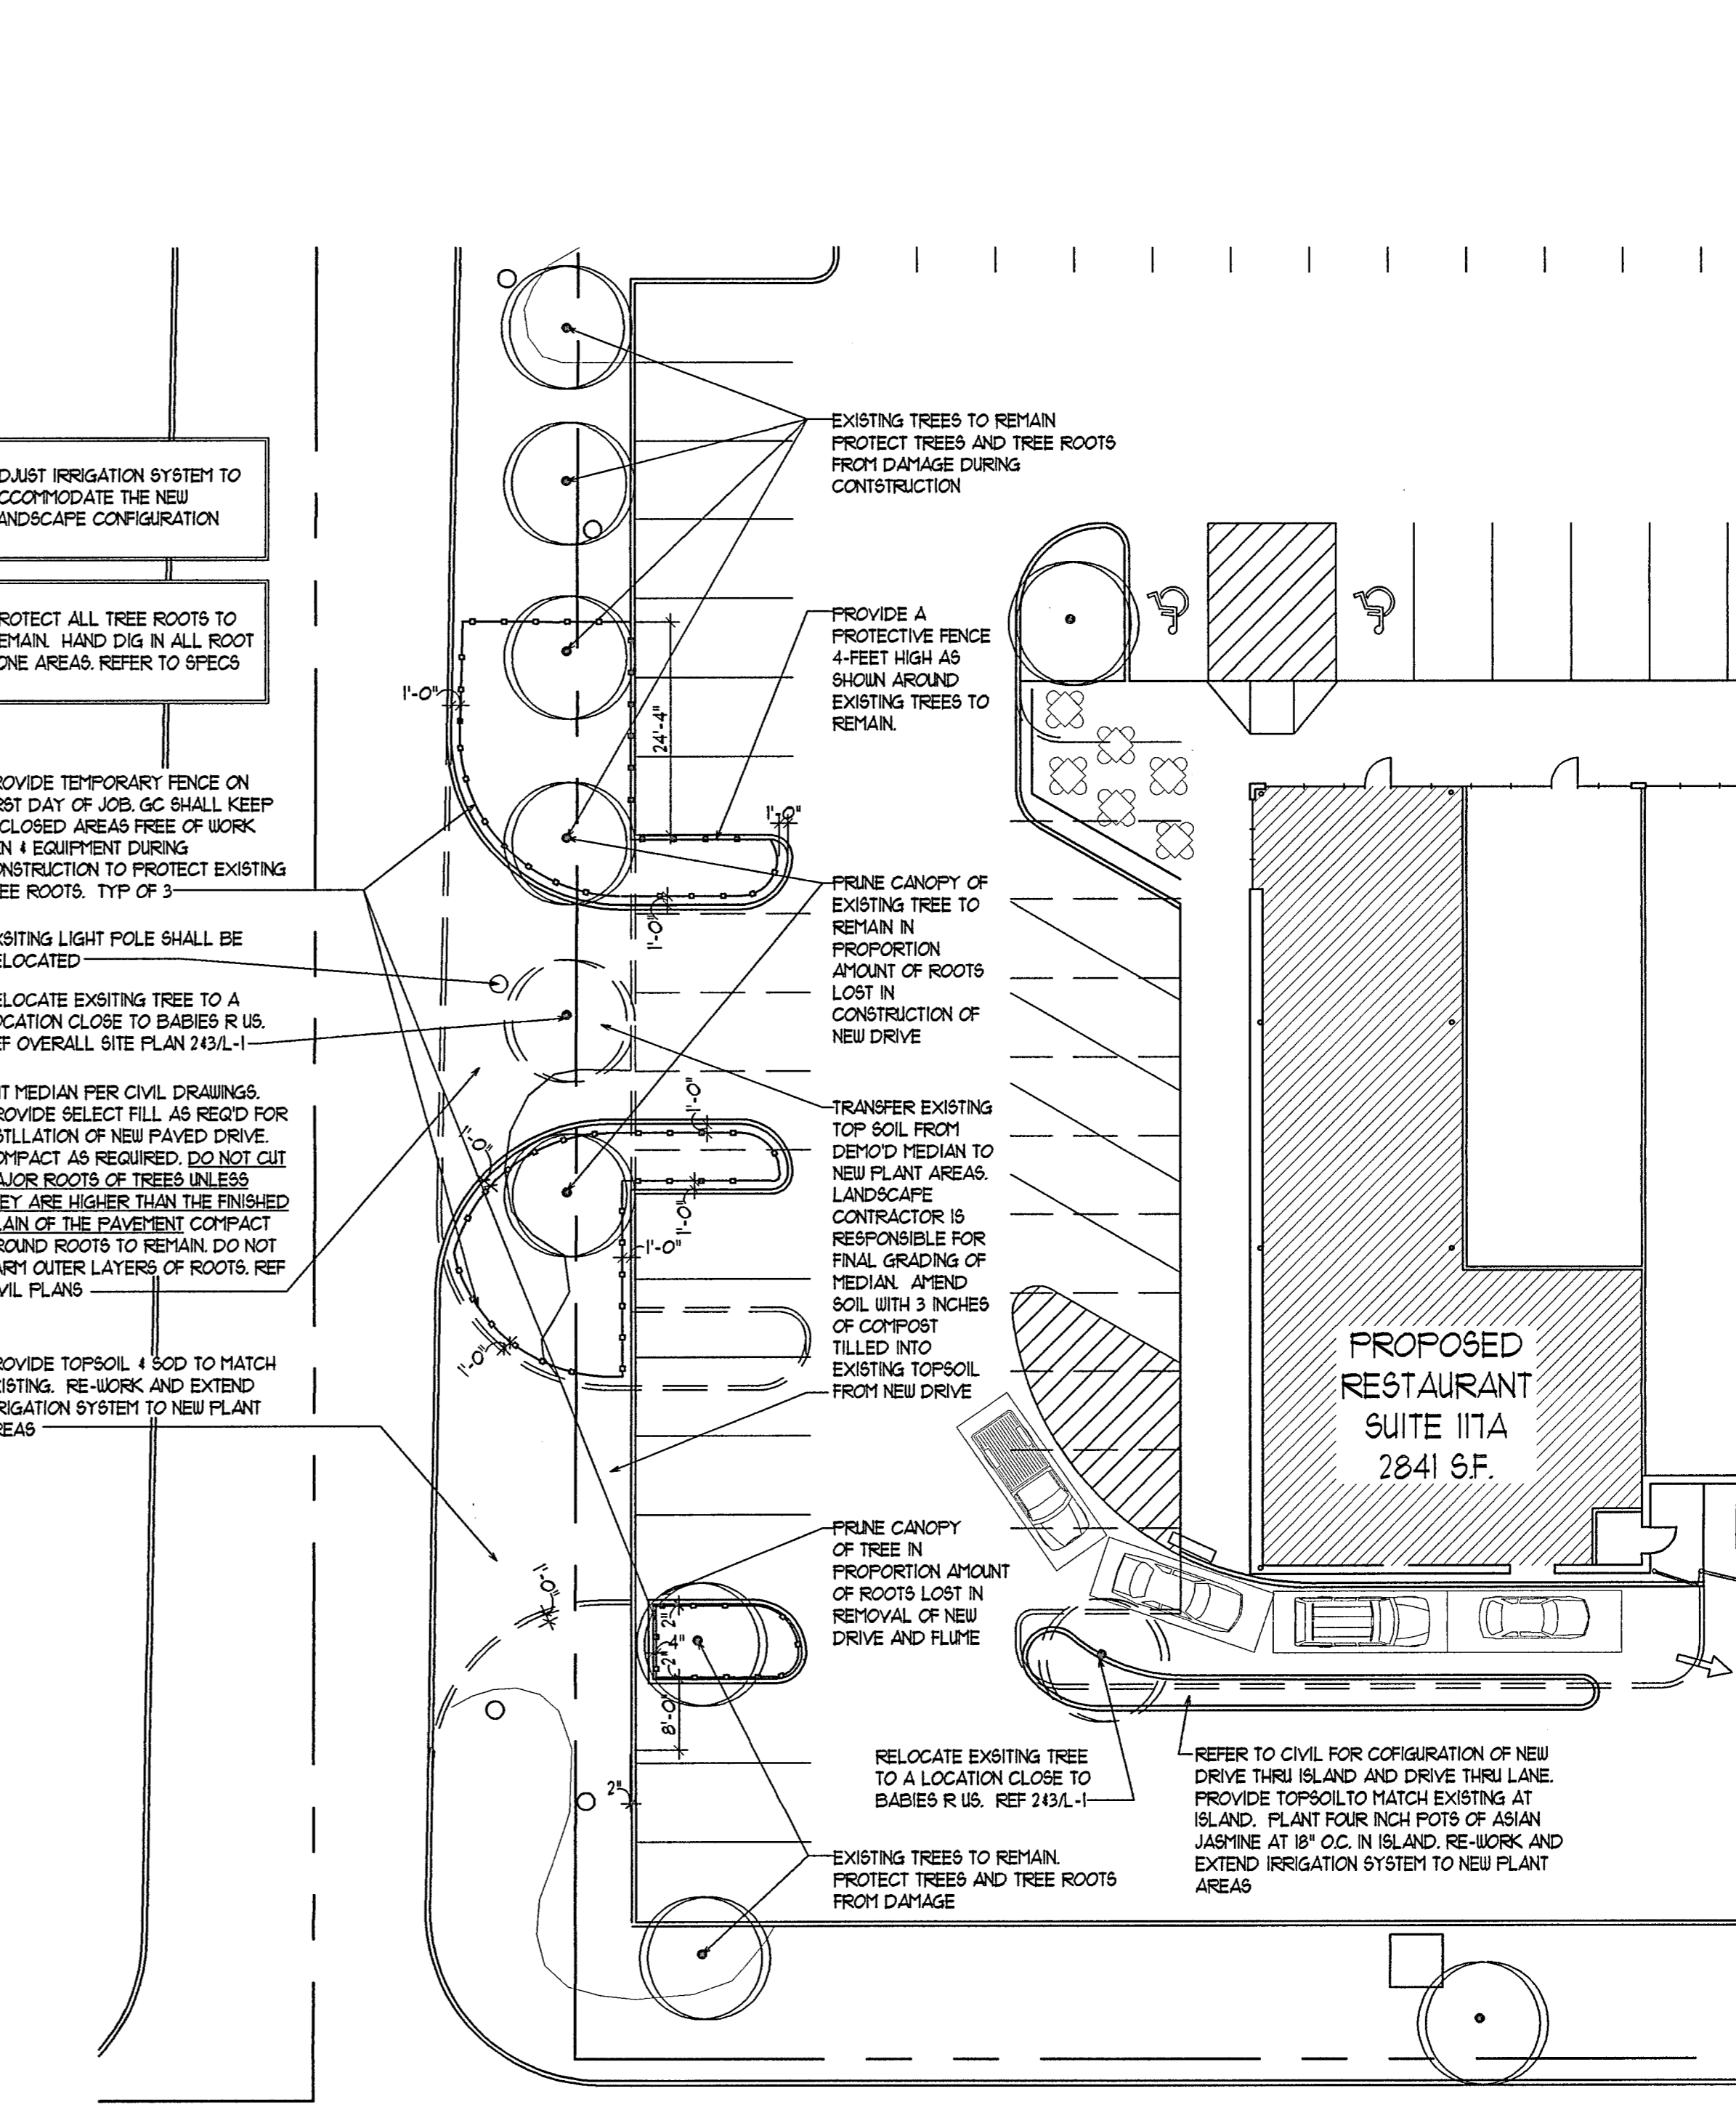 DJUST IRRIGATION SYSTEM TO
CCOMMODATE THE NEW
ANDSCAPE CONFIGURATION
ROTECT ALL TREE ROOTS TO
EMAIN. HAND DIG IN ALL ROOT
ONE AREAS. REFER TO SPECS
ROVIDE TEMPORARY FENCE ON
RST DAY OF JOB. GC SHALL KEEP
CLOSED AREAS FREE OF WORK
EN & EQUIPMENT DURING
ONSTRUCTION TO PROTECT EXISTING
EE ROOTS. TYP OF 3
XSITING LIGHT POLE SHALL BE
ELOCATED
ELOCATE EXSITING TREE TO A
OCATION CLOSE TO BABIES R US.
EF OVERALL SITE PLAN 2&3/L-1
T MEDIAN PER CIVIL DRAWINGS.
ROVIDE SELECT FILL AS REQ'D FOR
STLLATION OF NEW PAVED DRIVE.
OMPACT AS REQUIRED. DO NOT CUT
AJOR ROOTS OF TREES UNLESS
EY ARE HIGHER THAN THE FINISHED
LAIN OF THE PAVEMENT COMPACT
ROUND ROOTS TO REMAIN. DO NOT
ARM OUTER LAYERS OF ROOTS. REF
VIL PLANS
ROVIDE TOPSOIL & SOD TO MATCH
ISTING. RE-WORK AND EXTEND
RIGATION SYSTEM TO NEW PLANT
REAS
1'-0"
24'-4"
1'-0"
1'-0"
1'-0"
1'-0"
1'-0"
1'-0"
1'-0"
1'-0"
2"
2'-4"
8'-0"
2"
EXISTING TREES TO REMAIN
PROTECT TREES AND TREE ROOTS
FROM DAMAGE DURING
CONTSTRUCTION
PROVIDE A
PROTECTIVE FENCE
4-FEET HIGH AS
SHOWN AROUND
EXISTING TREES TO
REMAIN.
PRUNE CANOPY OF
EXISTING TREE TO
REMAIN IN
PROPORTION
AMOUNT OF ROOTS
LOST IN
CONSTRUCTION OF
NEW DRIVE
TRANSFER EXISTING
TOP SOIL FROM
DEMO'D MEDIAN TO
NEW PLANT AREAS.
LANDSCAPE
CONTRACTOR IS
RESPONSIBLE FOR
FINAL GRADING OF
MEDIAN. AMEND
SOIL WITH 3 INCHES
OF COMPOST
TILLED INTO
EXISTING TOPSOIL
FROM NEW DRIVE
PRUNE CANOPY
OF TREE IN
PROPORTION AMOUNT
OF ROOTS LOST IN
REMOVAL OF NEW
DRIVE AND FLUME
RELOCATE EXSITING TREE
TO A LOCATION CLOSE TO
BABIES R US. REF 2&3/L-1
EXISTING TREES TO REMAIN.
PROTECT TREES AND TREE ROOTS
FROM DAMAGE
PROPOSED
RESTAURANT
SUITE 117A
2841 S.F.
REFER TO CIVIL FOR COFIGURATION OF NEW
DRIVE THRU ISLAND AND DRIVE THRU LANE.
PROVIDE TOPSOILTO MATCH EXISTING AT
ISLAND. PLANT FOUR INCH POTS OF ASIAN
JASMINE AT 18" O.C. IN ISLAND. RE-WORK AND
EXTEND IRRIGATION SYSTEM TO NEW PLANT
AREAS